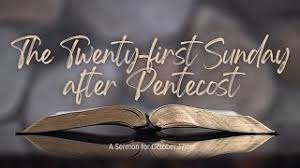 The Twenty-first Sunday
after Pentecost
A Sermon for October